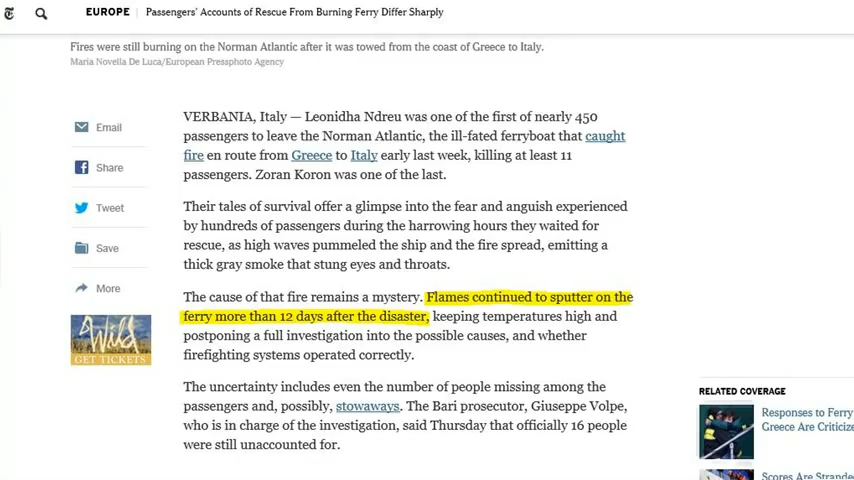 EUROPE Passengers' Accounts of Rescue From Burning Ferry Differ Sharply
Fires were still burning on the Norman Atlantic after it was towed from the coast of Greece to Italy.
Maria Novella De Luca/European Pressphoto Agency
Email
Share
Tweet
Save
More
Wild
GET TICKETS
VERBANIA, Italy — Leonidha Ndreu was one of the first of nearly 450
passengers to leave the Norman Atlantic, the ill-fated ferryboat that caught
fire en route from Greece to Italy early last week, killing at least 11
passengers. Zoran Koron was one of the last.
Their tales of survival offer a glimpse into the fear and anguish experienced
by hundreds of passengers during the harrowing hours they waited for
rescue, as high waves pummeled the ship and the fire spread, emitting a
thick gray smoke that stung eyes and throats.
The cause of that fire remains a mystery. Flames continued to sputter on the
ferry more than 12 days after the disaster, keeping temperatures high and
postponing a full investigation into the possible causes, and whether
firefighting systems operated correctly.
The uncertainty includes even the number of people missing among the
passengers and, possibly, stowaways. The Bari prosecutor, Giuseppe Volpe,
who is in charge of the investigation, said Thursday that officially 16 people
were still unaccounted for.
RELATED COVERAGE
Responses to Ferry
Greece Are Criticize
Scores Are Strande